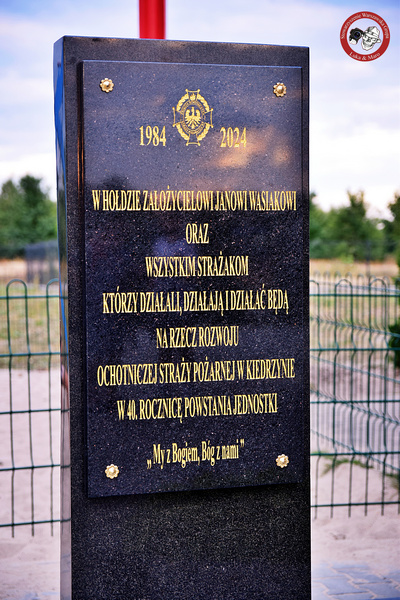 1984 2024
W HOŁDZIE ZAŁOŻYCIELOWI JANOWI WASIAKOWI
ORAZ
WSZYSTKIM STRAŻAKOM
KTÓRZY DZIAŁALI, DZIAŁAJĄ I DZIAŁAĆ BĘDĄ
NA RZECZ ROZWOJU
OCHOTNICZEJ STRAŻY POŻARNEJ W KIEDRZYNIE
W 40. ROCZNICĘ POWSTANIA JEDNOSTKI
„My z Bogiem, Bóg z nami"